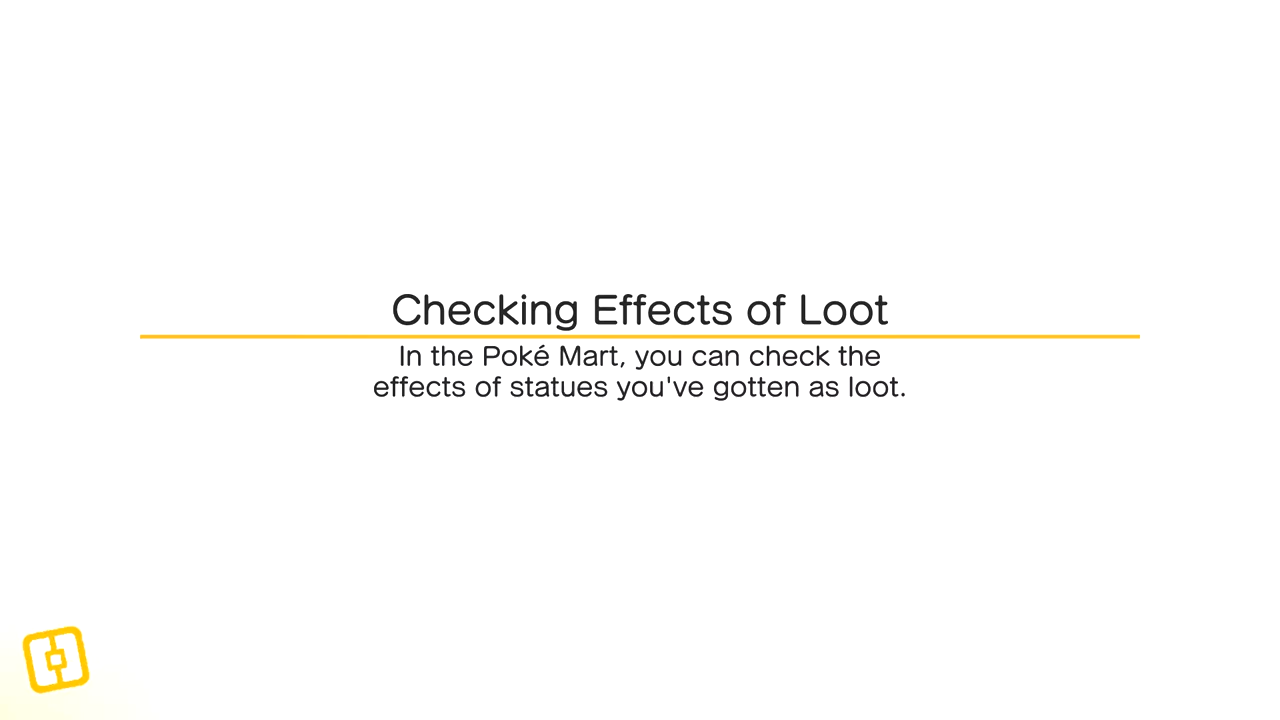 Checking Effects of Loot
In the Poké Mart, you can check the
effects of statues you've gotten as loot.